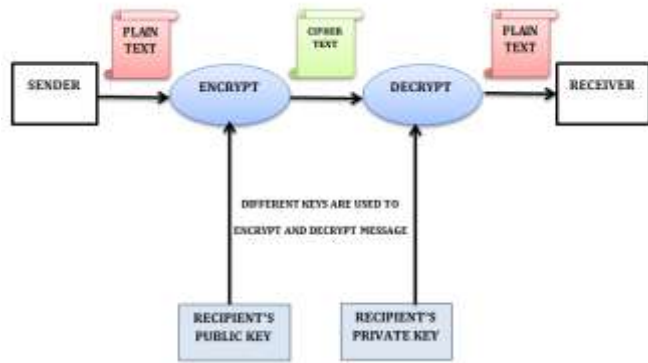 PLAIN
TEXT
CIPHER
TEXT
PLAIN
TEXT
SENDER
ENCRYPT
DECRYPT
RECEIVER
DIFFERENT KEYS ARE USED TO
ENCRYPT AND DECRYPT MESSAGE
RECIPIENT'S
PUBLIC KEY
RECIPIENT'S
PRIVATE KEY